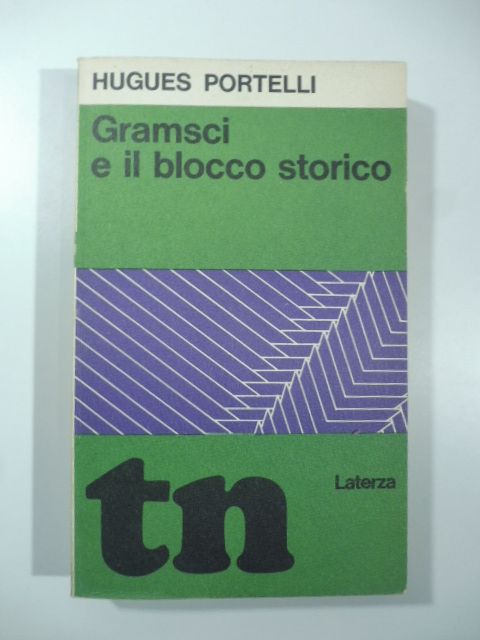 HUGUES PORTELLI
Gramsci
e il blocco storico
Laterza
tn